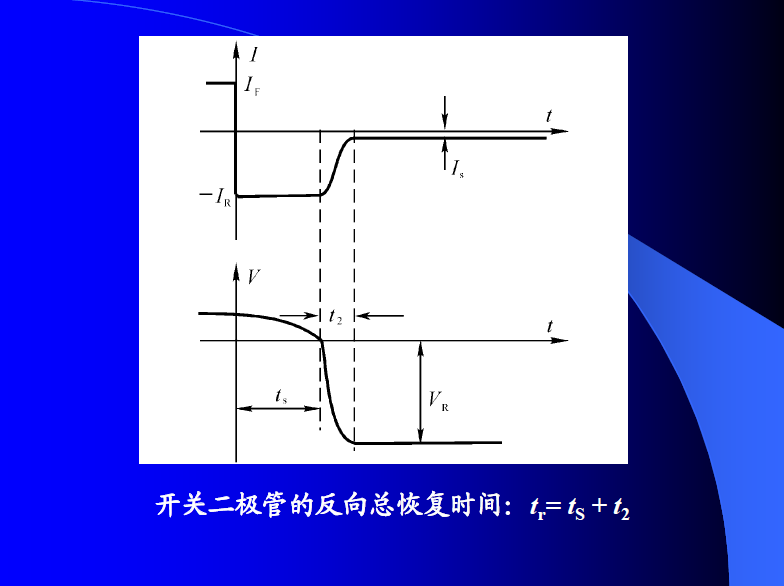 I
I_F
t
I_s
－I_R
V
t_2
t
t_s
V_R
开关二极管的反向总恢复时间：t_r= t_S + t_2